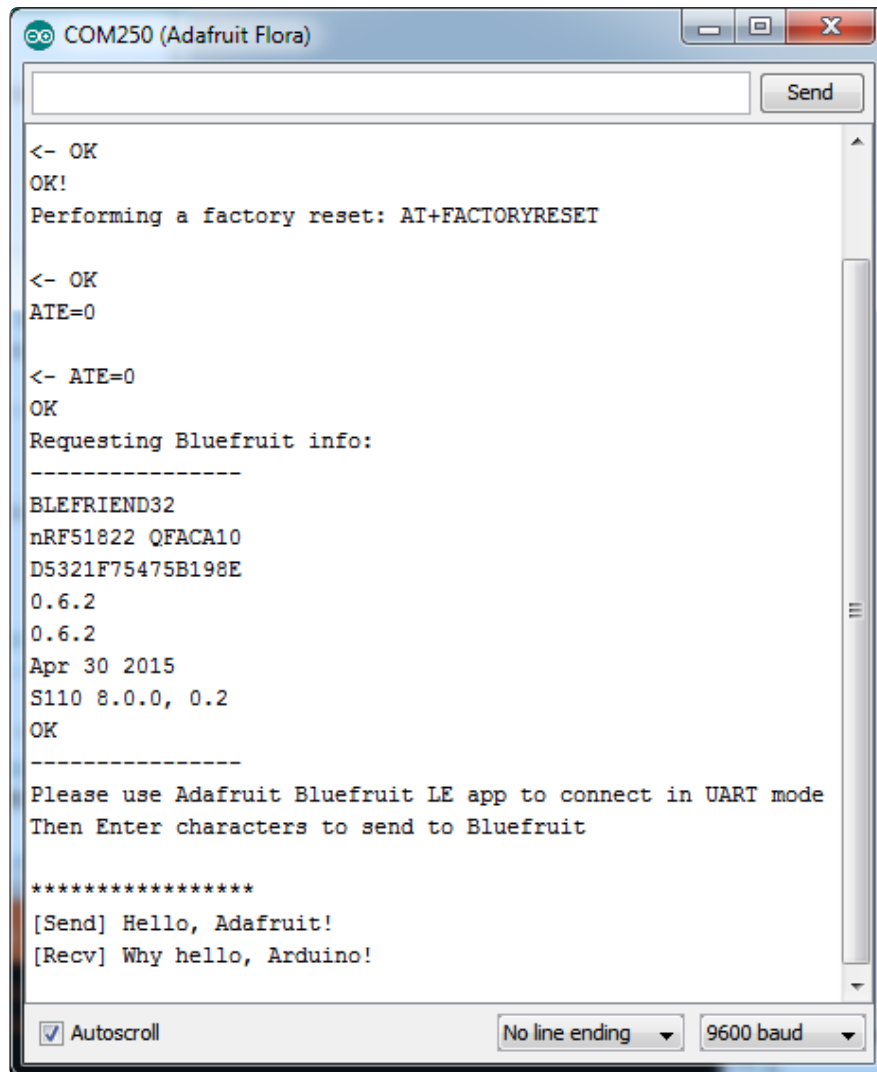 COM250 (Adafruit Flora)
Send
<- OK
OK!
Performing a factory reset: AT+FACTORYRESET
<- OK
ATE=0
<- ATE=0
OK
Requesting Bluefruit info:
----------------
BLEFRIEND32
nRF51822 QFACA10
D5321F75475B198E
0.6.2
0.6.2
Apr 30 2015
S110 8.0.0, 0.2
OK
----------------
Please use Adafruit Bluefruit LE app to connect in UART mode
Then Enter characters to send to Bluefruit
*****************
[Send] Hello, Adafruit!
[Recv] Why hello, Arduino!
Autoscroll No line ending 9600 baud